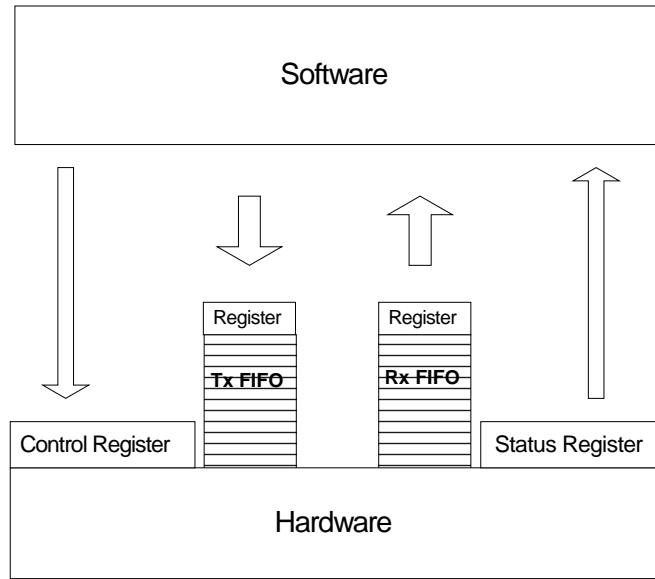 Software
Register
Register
Tx FIFO
Rx FIFO
Control Register
Status Register
Hardware